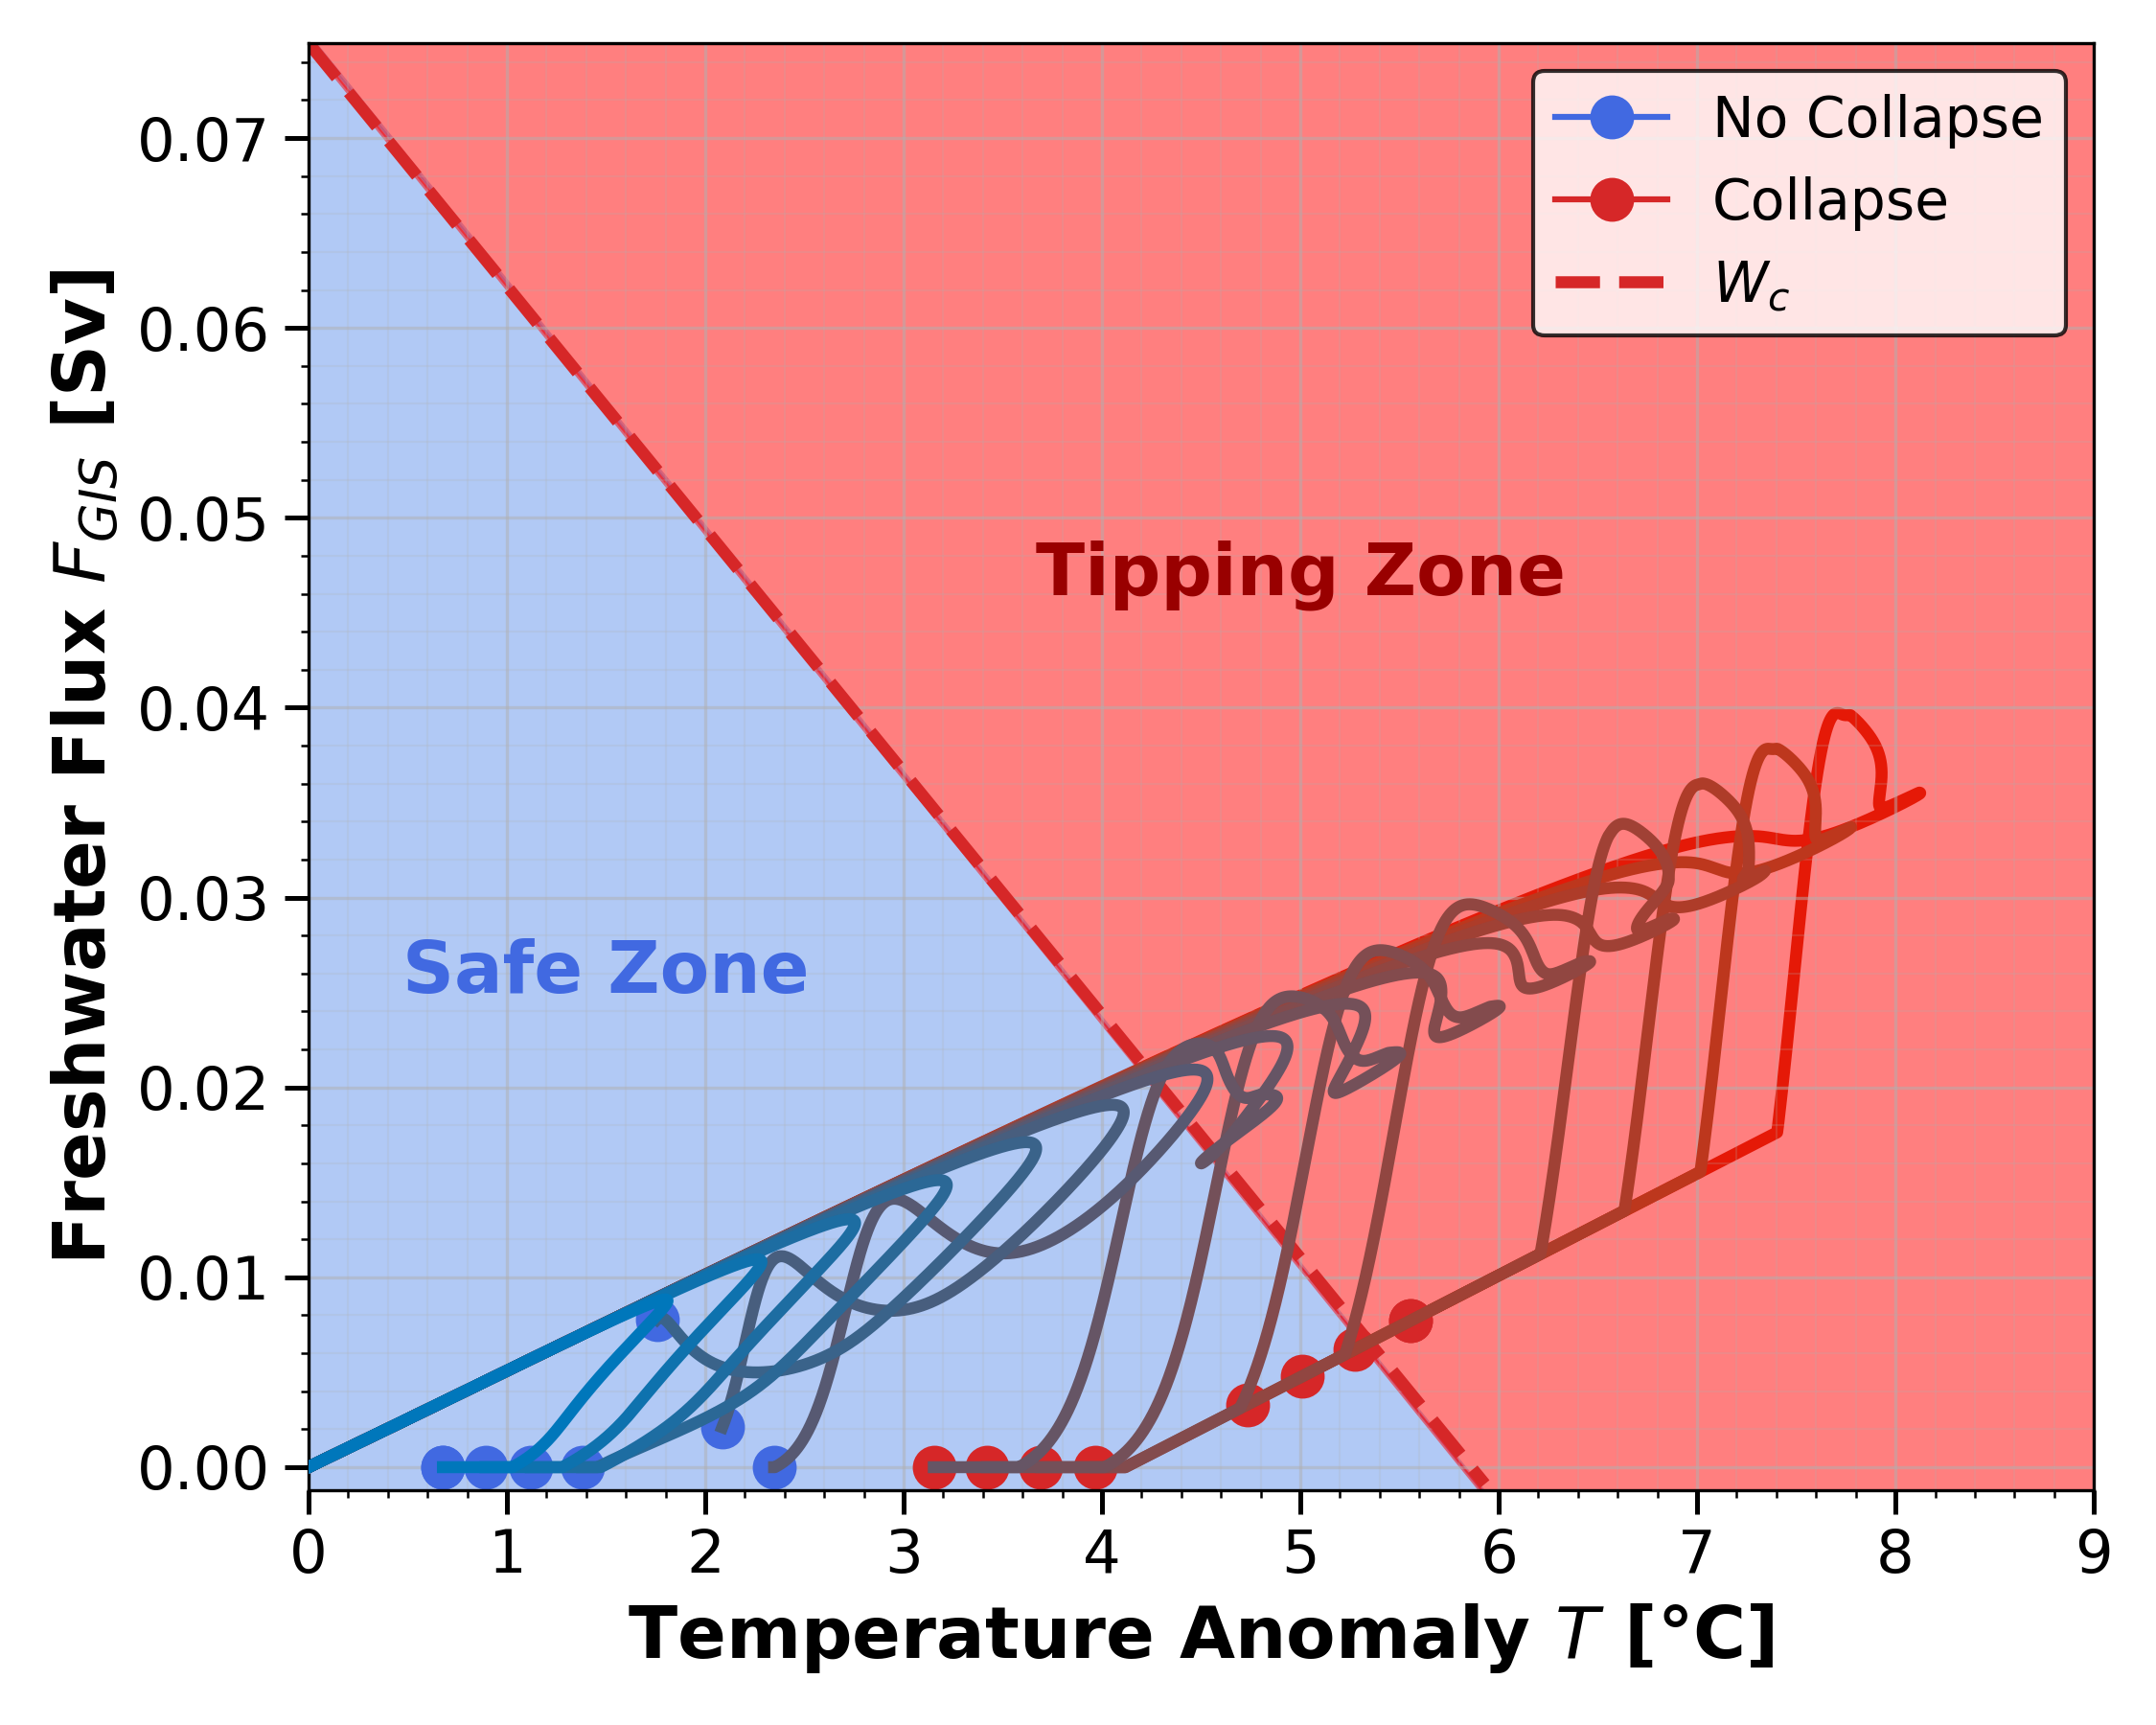 No Collapse
Collapse
W_c
Tipping Zone
Safe Zone
Freshwater Flux F_GIS [Sv]
0.07
0.06
0.05
0.04
0.03
0.02
0.01
0.00
0 1 2 3 4 5 6 7 8 9
Temperature Anomaly T [°C]